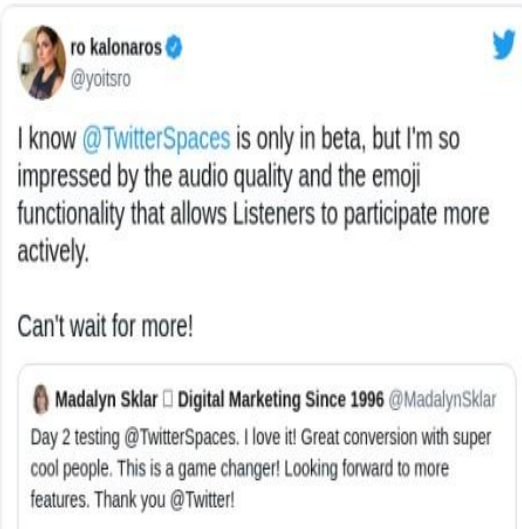 ro kalonaros
@yoitsro
I know @TwitterSpaces is only in beta, but I'm so
impressed by the audio quality and the emoji
functionality that allows Listeners to participate more
actively.
Can't wait for more!
Madalyn Sklar □ Digital Marketing Since 1996 @MadalynSklar
Day 2 testing @TwitterSpaces. I love it! Great conversion with super
cool people. This is a game changer! Looking forward to more
features. Thank you @Twitter!